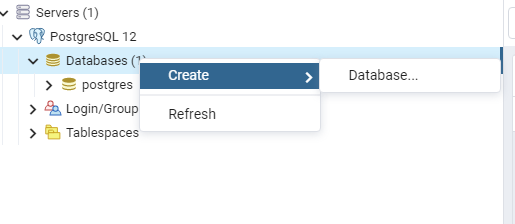 Servers (1)
PostgreSQL 12
Databases (1)
Create
Database...
postgres
Refresh
Login/Group
Tablespaces